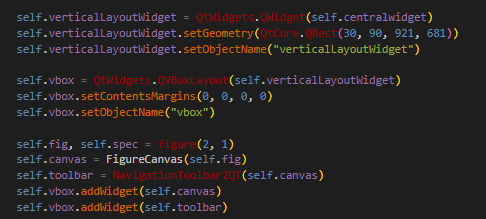 self.verticalLayoutWidget = QtWidgets.QWidget(self.centralwidget)
self.verticalLayoutWidget.setGeometry(QtCore.QRect(30, 90, 921, 681))
self.verticalLayoutWidget.setObjectName("verticalLayoutWidget")
self.vbox = QtWidgets.QVBoxLayout(self.verticalLayoutWidget)
self.vbox.setContentsMargins(0, 0, 0, 0)
self.vbox.setObjectName("vbox")
self.fig, self.spec = figure(2, 1)
self.canvas = FigureCanvas(self.fig)
self.toolbar = NavigationToolbar2QT(self.canvas)
self.vbox.addWidget(self.canvas)
self.vbox.addWidget(self.toolbar)